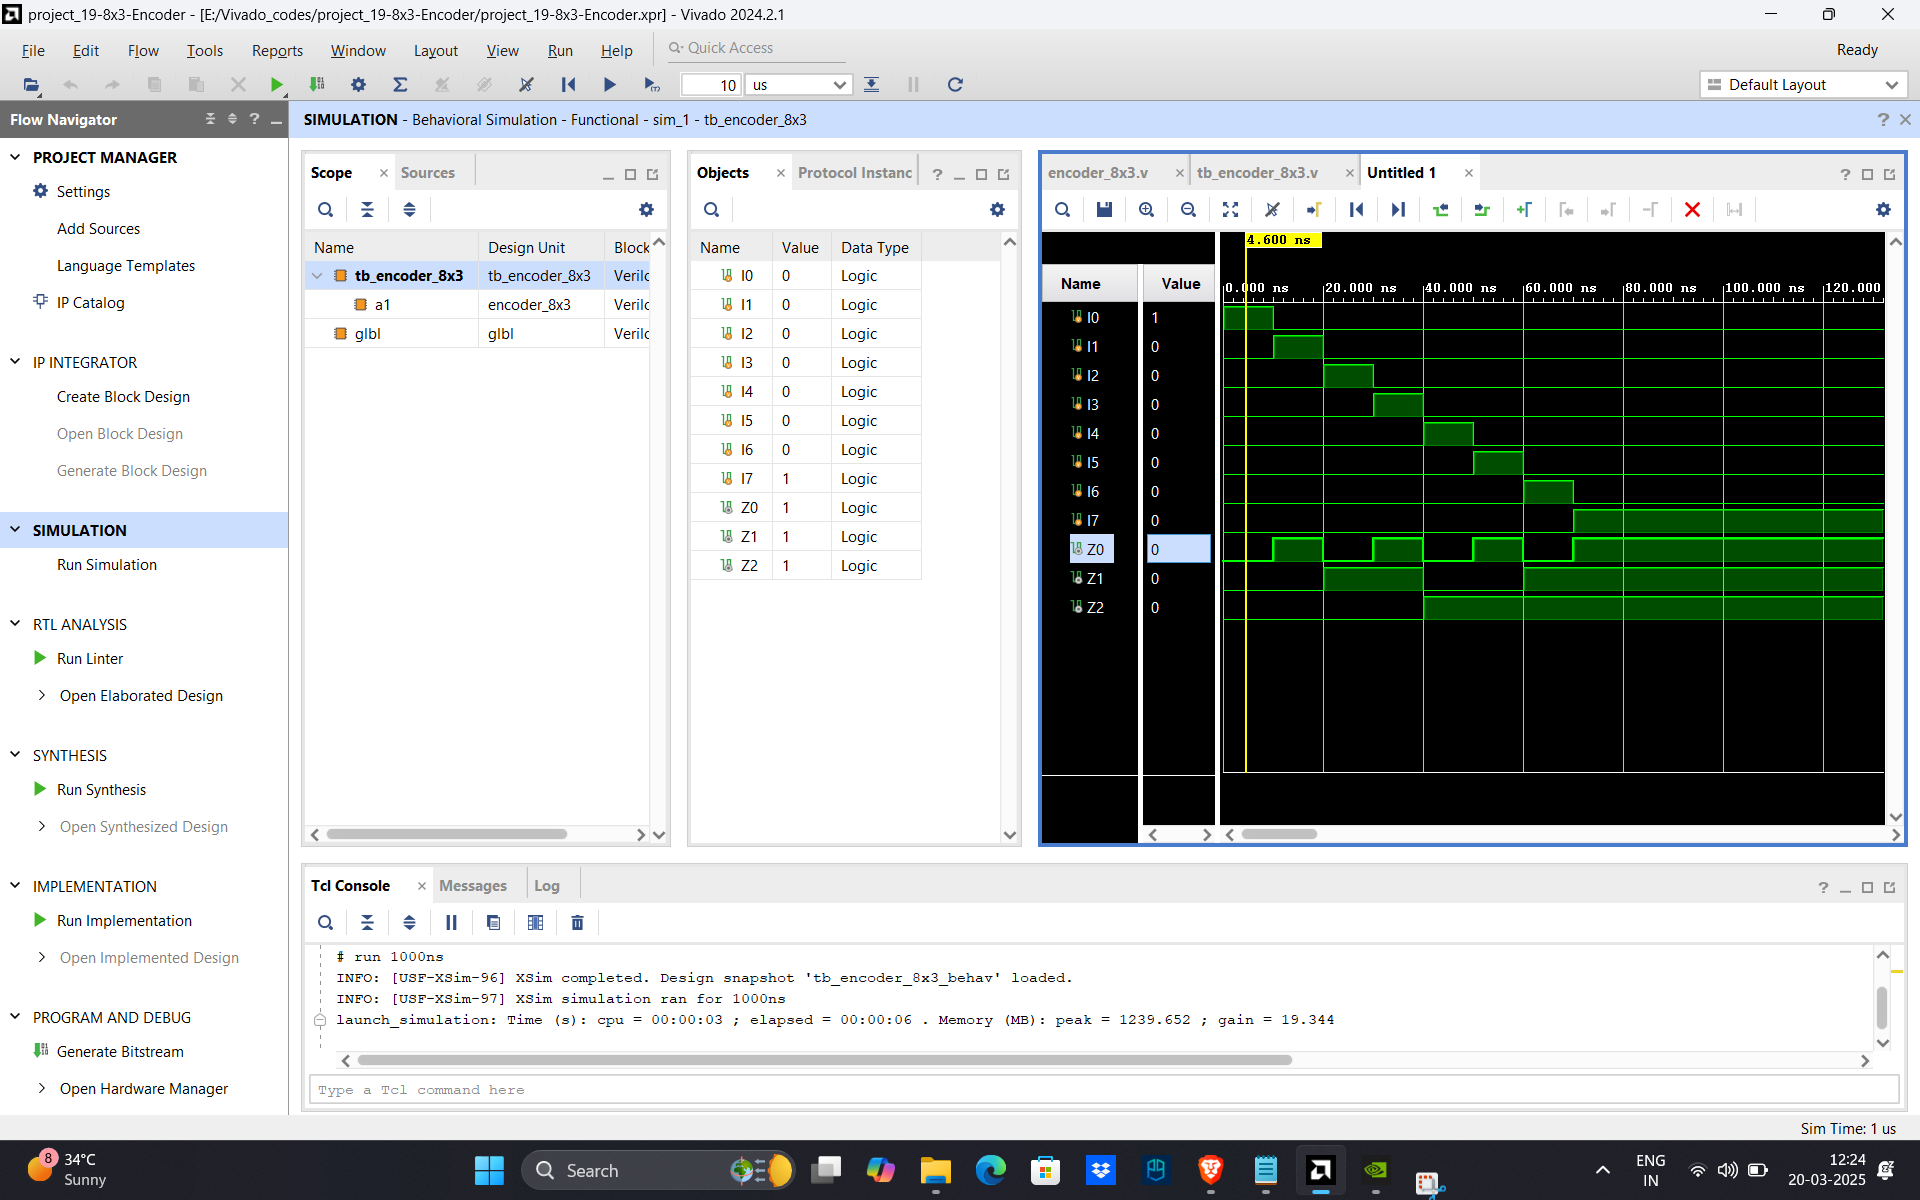 project_19-8x3-Encoder - [E:/Vivado_codes/project_19-8x3-Encoder/project_19-8x3-Encoder.xpr] - Vivado 2024.2.1
File Edit Flow Tools Reports Window Layout View Run Help Quick Access Ready
10 us Default Layout
Flow Navigator
SIMULATION - Behavioral Simulation - Functional - sim_1 - tb_encoder_8x3
PROJECT MANAGER
Settings
Add Sources
Language Templates
IP Catalog
IP INTEGRATOR
Create Block Design
Open Block Design
Generate Block Design
SIMULATION
Run Simulation
RTL ANALYSIS
Run Linter
Open Elaborated Design
SYNTHESIS
Run Synthesis
Open Synthesized Design
IMPLEMENTATION
Run Implementation
Open Implemented Design
PROGRAM AND DEBUG
Generate Bitstream
Open Hardware Manager
Scope Sources
Name Design Unit Block
tb_encoder_8x3 tb_encoder_8x3 Verilo
a1 encoder_8x3 Verilo
glbl glbl Verilo
Objects Protocol Instanc
Name Value Data Type
I0 0 Logic
I1 0 Logic
I2 0 Logic
I3 0 Logic
I4 0 Logic
I5 0 Logic
I6 0 Logic
I7 1 Logic
Z0 1 Logic
Z1 1 Logic
Z2 1 Logic
encoder_8x3.v tb_encoder_8x3.v Untitled 1
4.600 ns
Name Value 0.000 ns 20.000 ns 40.000 ns 60.000 ns 80.000 ns 100.000 ns 120.000
I0 1
I1 0
I2 0
I3 0
I4 0
I5 0
I6 0
I7 0
Z0 0
Z1 0
Z2 0
Tcl Console Messages Log
# run 1000ns
INFO: [USF-XSim-96] XSim completed. Design snapshot 'tb_encoder_8x3_behav' loaded.
INFO: [USF-XSim-97] XSim simulation ran for 1000ns
launch_simulation: Time (s): cpu = 00:00:03 ; elapsed = 00:00:06 . Memory (MB): peak = 1239.652 ; gain = 19.344
Type a Tcl command here
Sim Time: 1 us
8 34°C
Sunny
Search
ENG
IN
12:24
20-03-2025